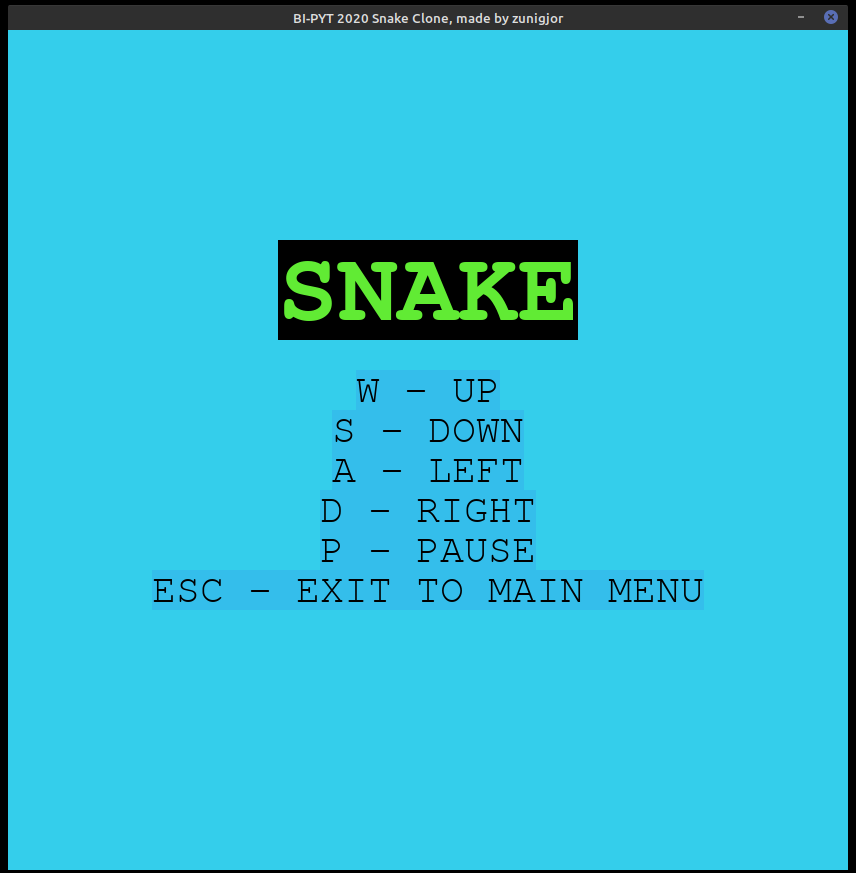 BI-PYT 2020 Snake Clone, made by zunigjor
SNAKE
W - UP
S - DOWN
A - LEFT
D - RIGHT
P - PAUSE
ESC - EXIT TO MAIN MENU